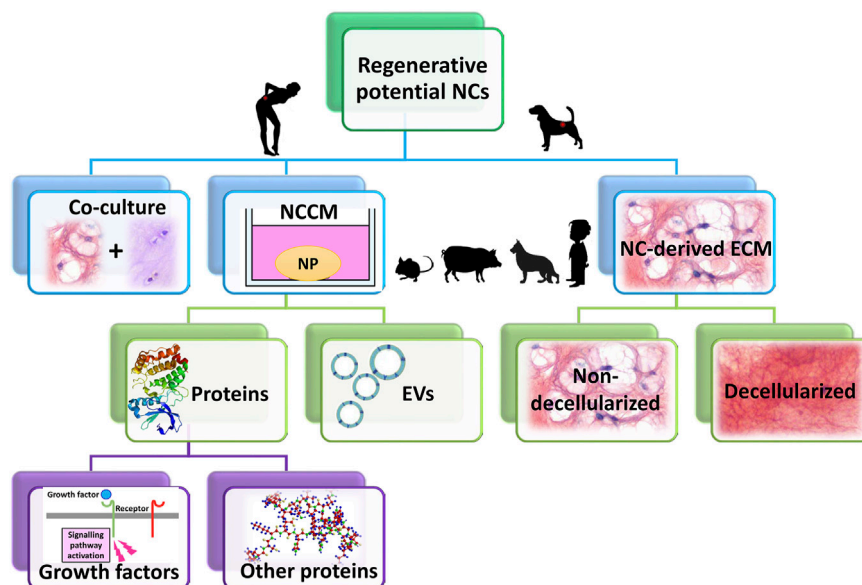 Regenerative
potential NCs
Co-culture
+
NCCM
NP
NC-derived ECM
Proteins
EVs
Non-
decellularized
Decellularized
Growth factor
Receptor
Signalling
pathway
activation
Growth factors
Other proteins